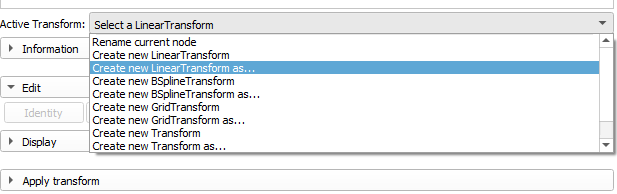 Active Transform: Select a LinearTransform
Information
Rename current node
Create new LinearTransform
Create new LinearTransform as...
Create new BSplineTransform
Create new BSplineTransform as...
Create new GridTransform
Create new GridTransform as...
Create new Transform
Create new Transform as...
Edit
Identity
Display
Apply transform